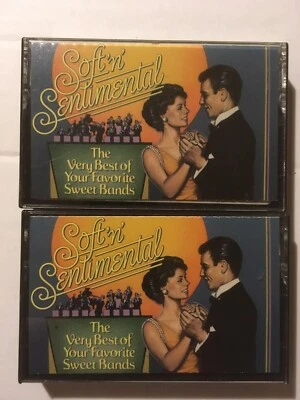 Soft 'n'
Sentimental
The
Very Best of
Your Favorite
Sweet Bands
Soft 'n'
Sentimental
The
Very Best of
Your Favorite
Sweet Bands